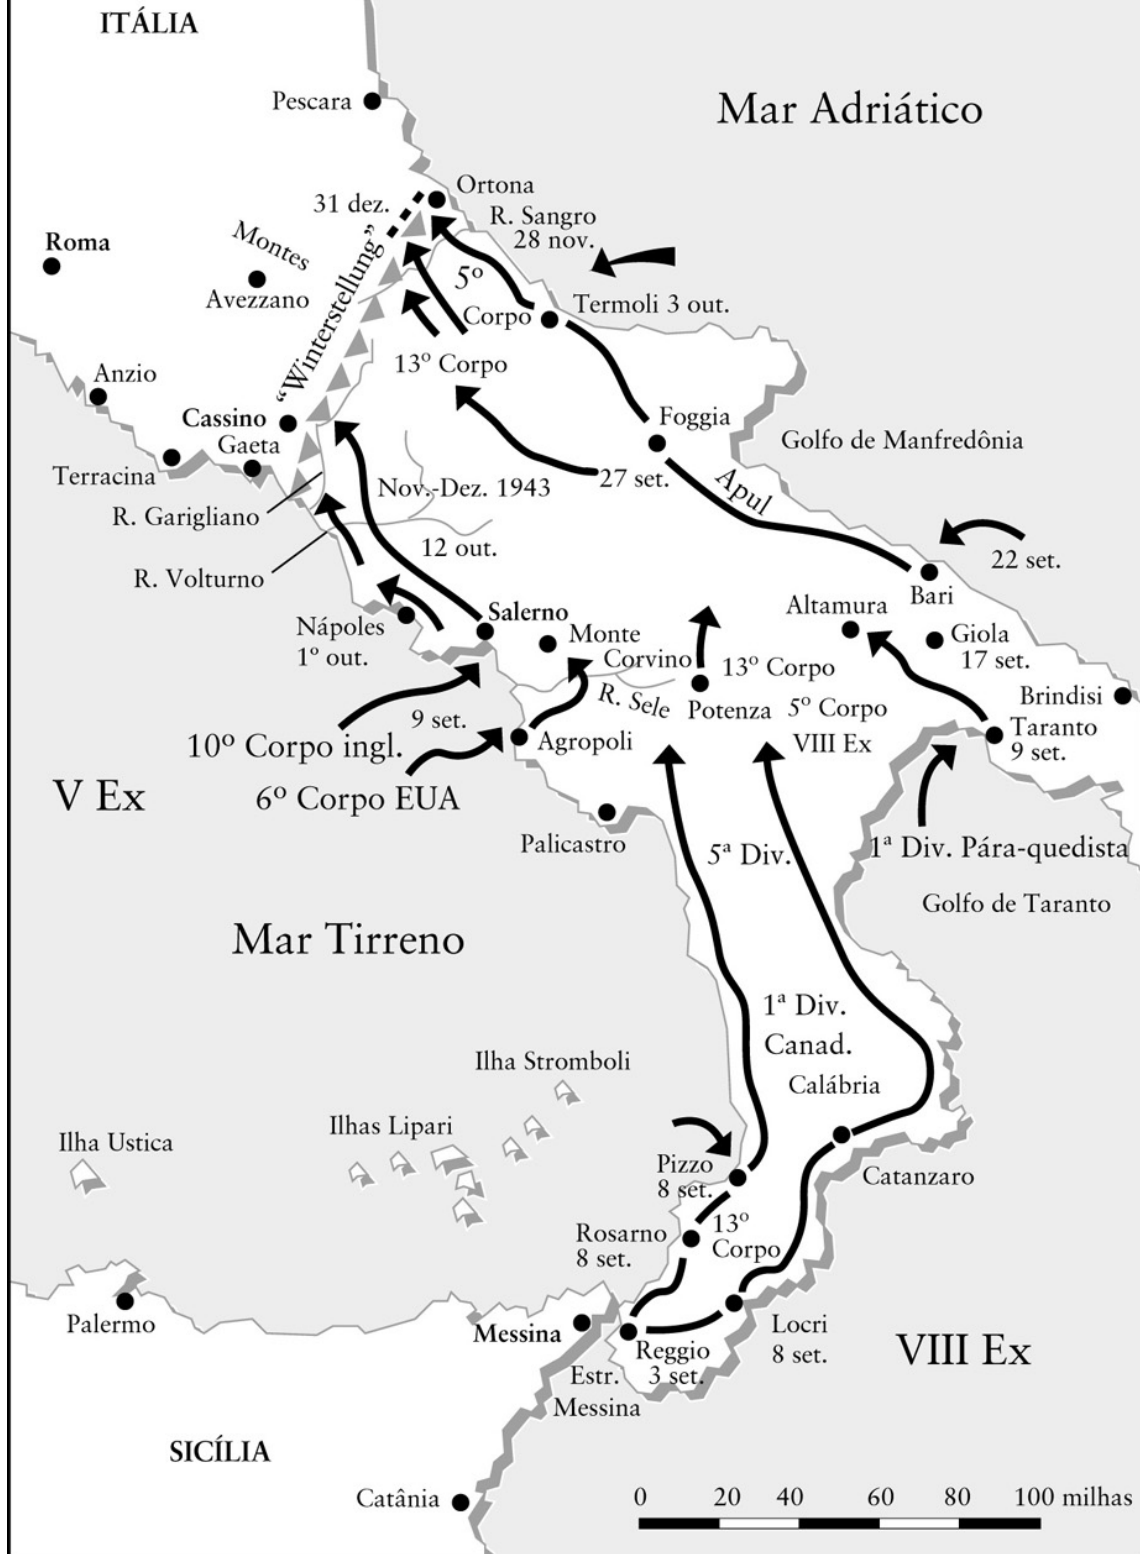 ITÁLIA
Pescara
Mar Adriático
Ortona
31 dez.
R. Sangro
28 nov.
Roma
Montes
Avezzano
"Winterstellung"
5º
Corpo
Termoli 3 out.
13º Corpo
Anzio
Cassino
Gaeta
Terracina
Foggia
Golfo de Manfredônia
27 set.
Apul
Nov.-Dez. 1943
R. Garigliano
12 out.
R. Volturno
22 set.
Bari
Altamura
Salerno
Nápoles
1º out.
Monte
Corvino
Giola
17 set.
13º Corpo
Brindisi
R. Sele
Potenza
5º Corpo
VIII Ex
9 set.
10º Corpo ingl.
Agropoli
Taranto
9 set.
V Ex
6º Corpo EUA
Palicastro
5ª Div.
1ª Div. Pára-quedista
Golfo de Taranto
Mar Tirreno
1ª Div.
Canad.
Calábria
Ilha Stromboli
Ilhas Lipari
Ilha Ustica
Pizzo
8 set.
Catanzaro
Rosarno
8 set.
13º
Corpo
Palermo
Messina
Reggio
3 set.
Locri
8 set.
VIII Ex
Estr.
Messina
SICÍLIA
Catânia
0 20 40 60 80 100 milhas